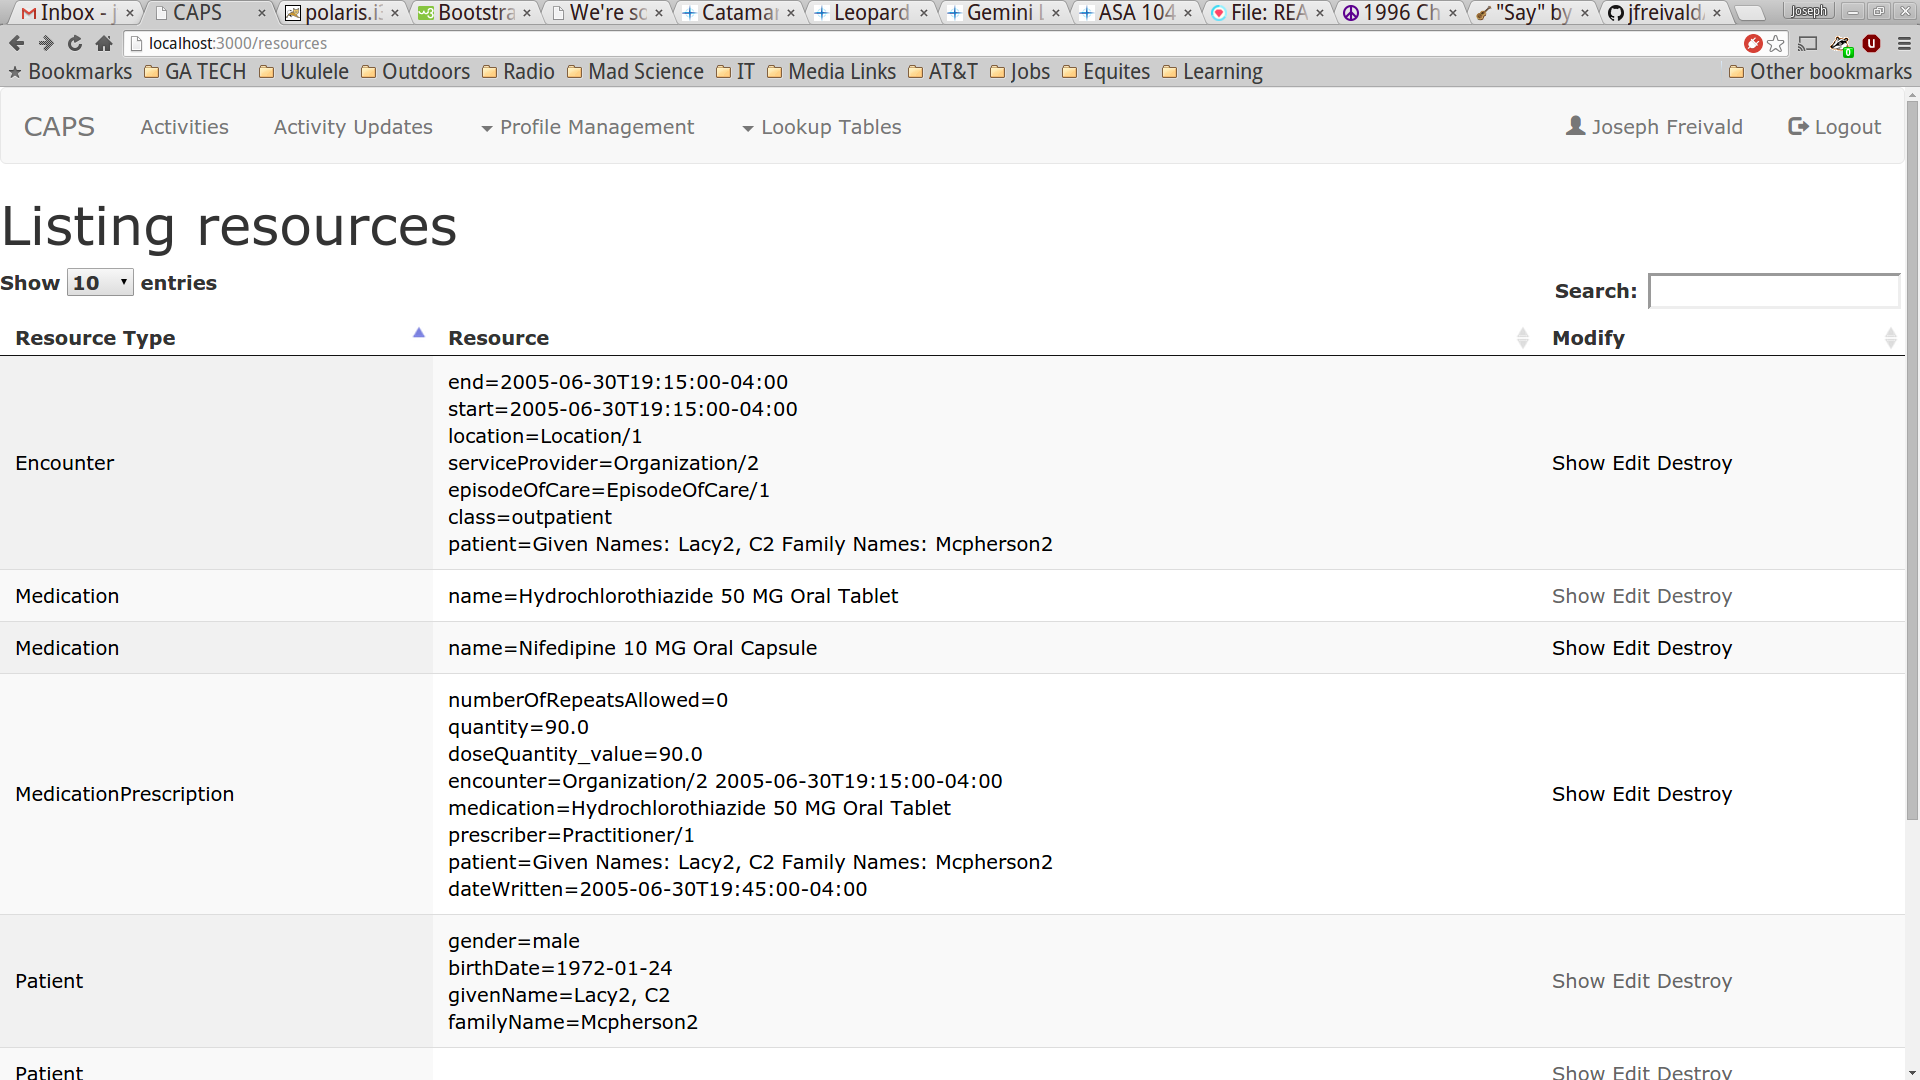 Inbox - j
CAPS
polaris.i
Bootstra
We're so
Catamar
Leopard
Gemini L
ASA 104
File: REA
1996 Ch
"Say" by
jfreivald
Joseph
localhost:3000/resources
Bookmarks GA TECH Ukulele Outdoors Radio Mad Science IT Media Links AT&T Jobs Equites Learning Other bookmarks
CAPS Activities Activity Updates Profile Management Lookup Tables Joseph Freivald Logout
Listing resources
Show 10 entries
Search:
Resource Type Resource Modify
end=2005-06-30T19:15:00-04:00
start=2005-06-30T19:15:00-04:00
location=Location/1
Encounter serviceProvider=Organization/2 Show Edit Destroy
episodeOfCare=EpisodeOfCare/1
class=outpatient
patient=Given Names: Lacy2, C2 Family Names: Mcpherson2
Medication name=Hydrochlorothiazide 50 MG Oral Tablet Show Edit Destroy
Medication name=Nifedipine 10 MG Oral Capsule Show Edit Destroy
numberOfRepeatsAllowed=0
quantity=90.0
doseQuantity_value=90.0
encounter=Organization/2 2005-06-30T19:15:00-04:00
MedicationPrescription Show Edit Destroy
medication=Hydrochlorothiazide 50 MG Oral Tablet
prescriber=Practitioner/1
patient=Given Names: Lacy2, C2 Family Names: Mcpherson2
dateWritten=2005-06-30T19:45:00-04:00
gender=male
birthDate=1972-01-24
Patient Show Edit Destroy
givenName=Lacy2, C2
familyName=Mcpherson2
Patient Show Edit Destroy